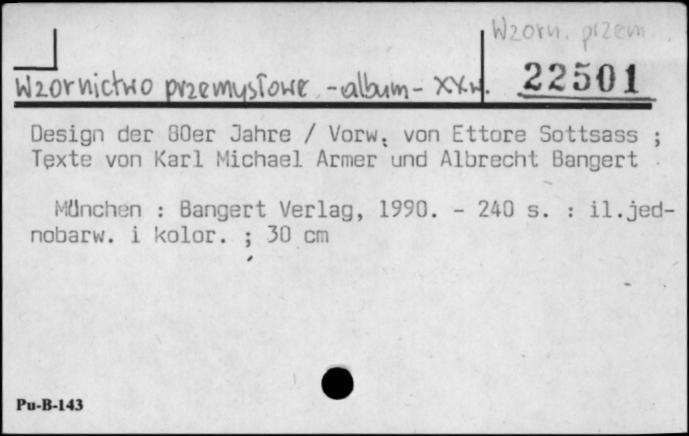 Wzorn. przem...
Wzornictwo przemysłowe - album - XX w. 22501
Design der 80er Jahre / Vorw. von Ettore Sottsass ;
Texte von Karl Michael Armer und Albrecht Bangert
München : Bangert Verlag, 1990. - 240 s. : il.jed-
nobarw. i kolor. ; 30 cm
Pu-B-143